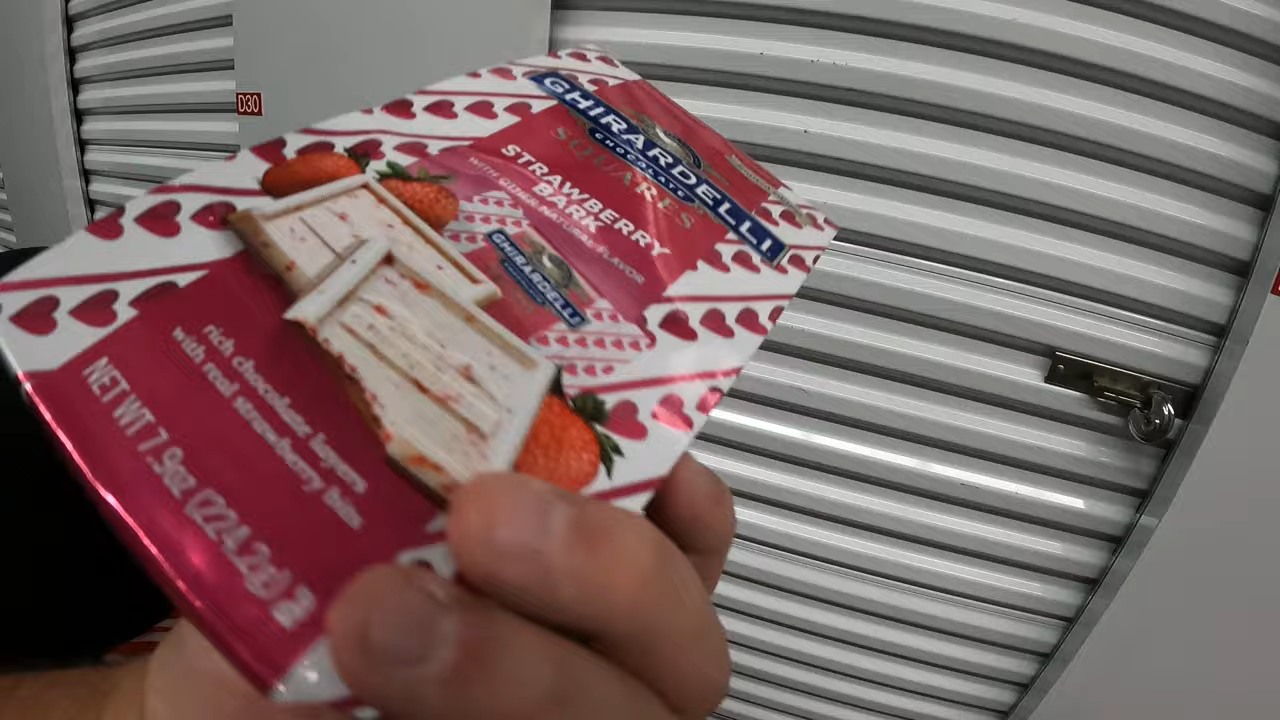 D30
GHIRARDELLI
CHOCOLATE
SQUARES
STRAWBERRY
BARK
WITH OTHER NATURAL FLAVOR
GHIRARDELLI
rich chocolate layers
with real strawberry bits
NET WT 7.9oz (224.2g)